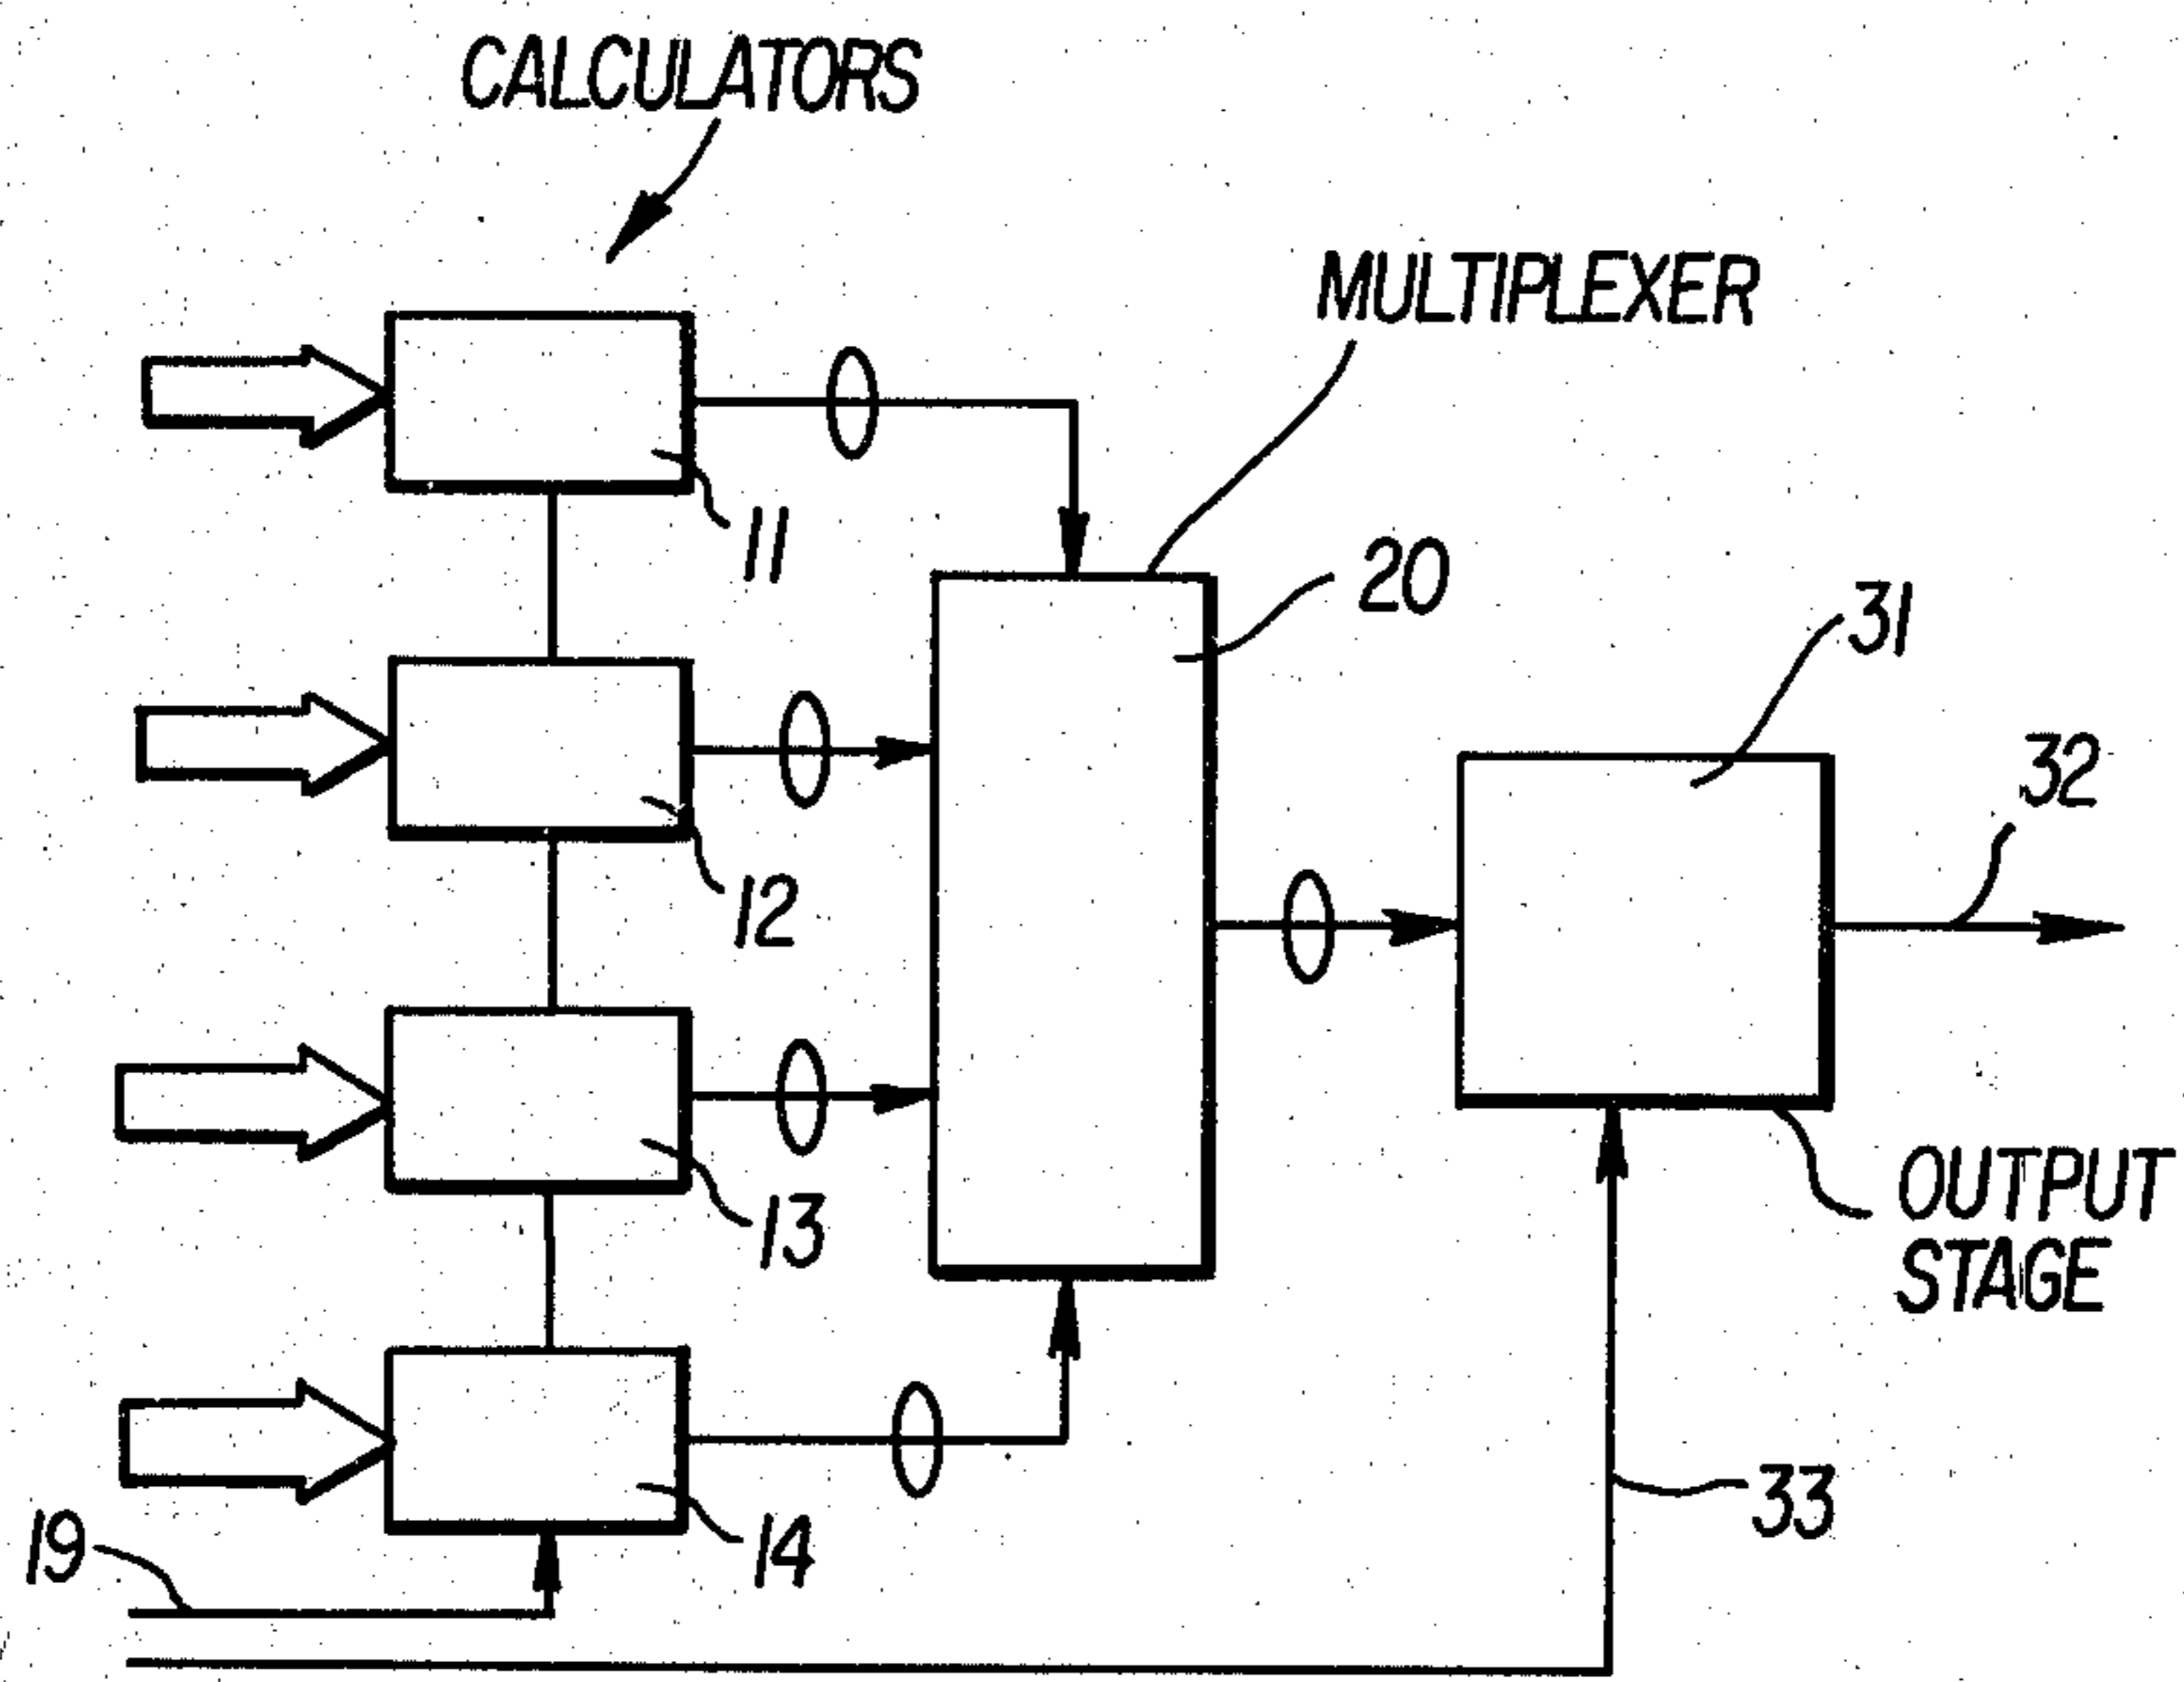 CALCULATORS
MULTIPLEXER
11
20
31
32
12
13
OUTPUT
STAGE
33
14
19